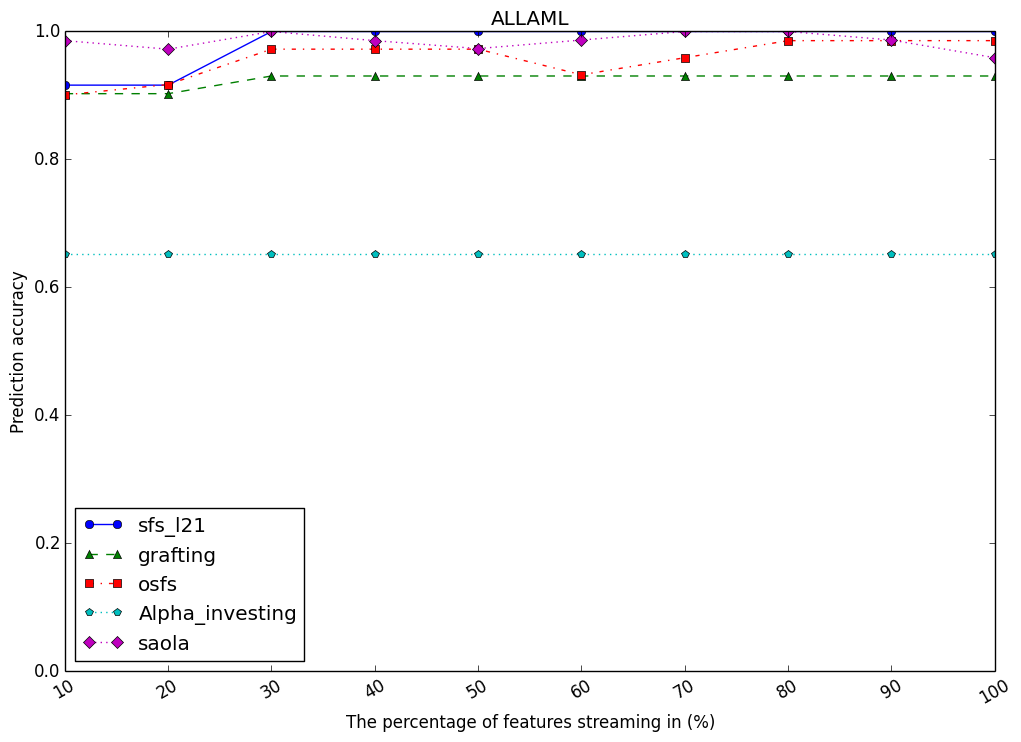 ALLAML
Prediction accuracy
1.0
0.8
0.6
0.4
0.2
0.0
sfs_l21
grafting
osfs
Alpha_investing
saola
10 20 30 40 50 60 70 80 90 100
The percentage of features streaming in (%)